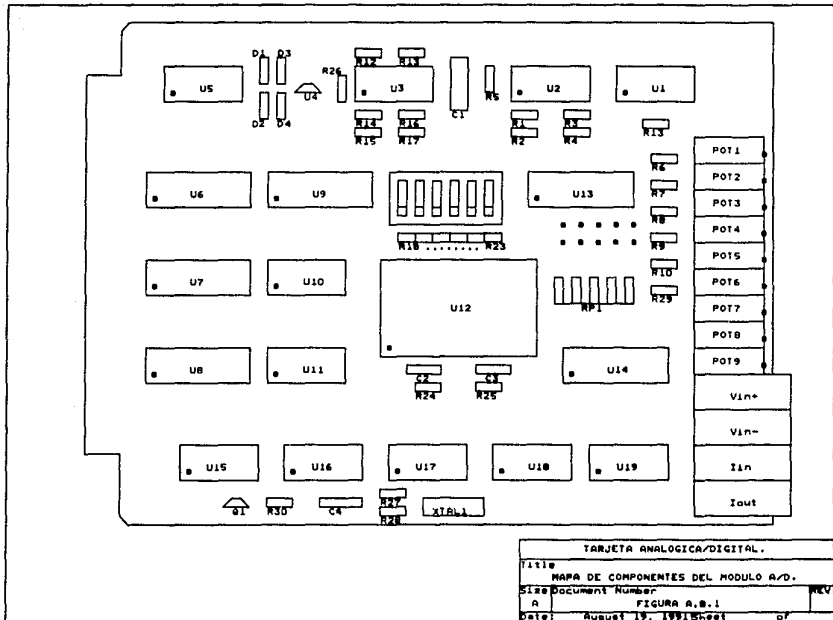 D1 D3
R12 R13
R26
U5 U4 U3 C1 R5 U2 U1
D2 D4
R14 R16 R1 R3 R13
R15 R17 R2 R4
POT1
R6
POT2
U6 U9 U13 R7
POT3
R8
POT4
R18 ........ R23 R9
POT5
R10
U7 U10 U12 POT6
RP1 R29
POT7
POT8
U8 U11 U14 POT9
C2 C3
R24 R25
Vin+
Vin-
U15 U16 U17 U18 U19 Iin
R27
Q1 R30 C4 R28 XTAL1 Iout
TARJETA ANALOGICA/DIGITAL.
Title
MAPA DE COMPONENTES DEL MODULO A/D.
Size Document Number REV
A FIGURA A.B.1
Date: August 19, 1991 Sheet of